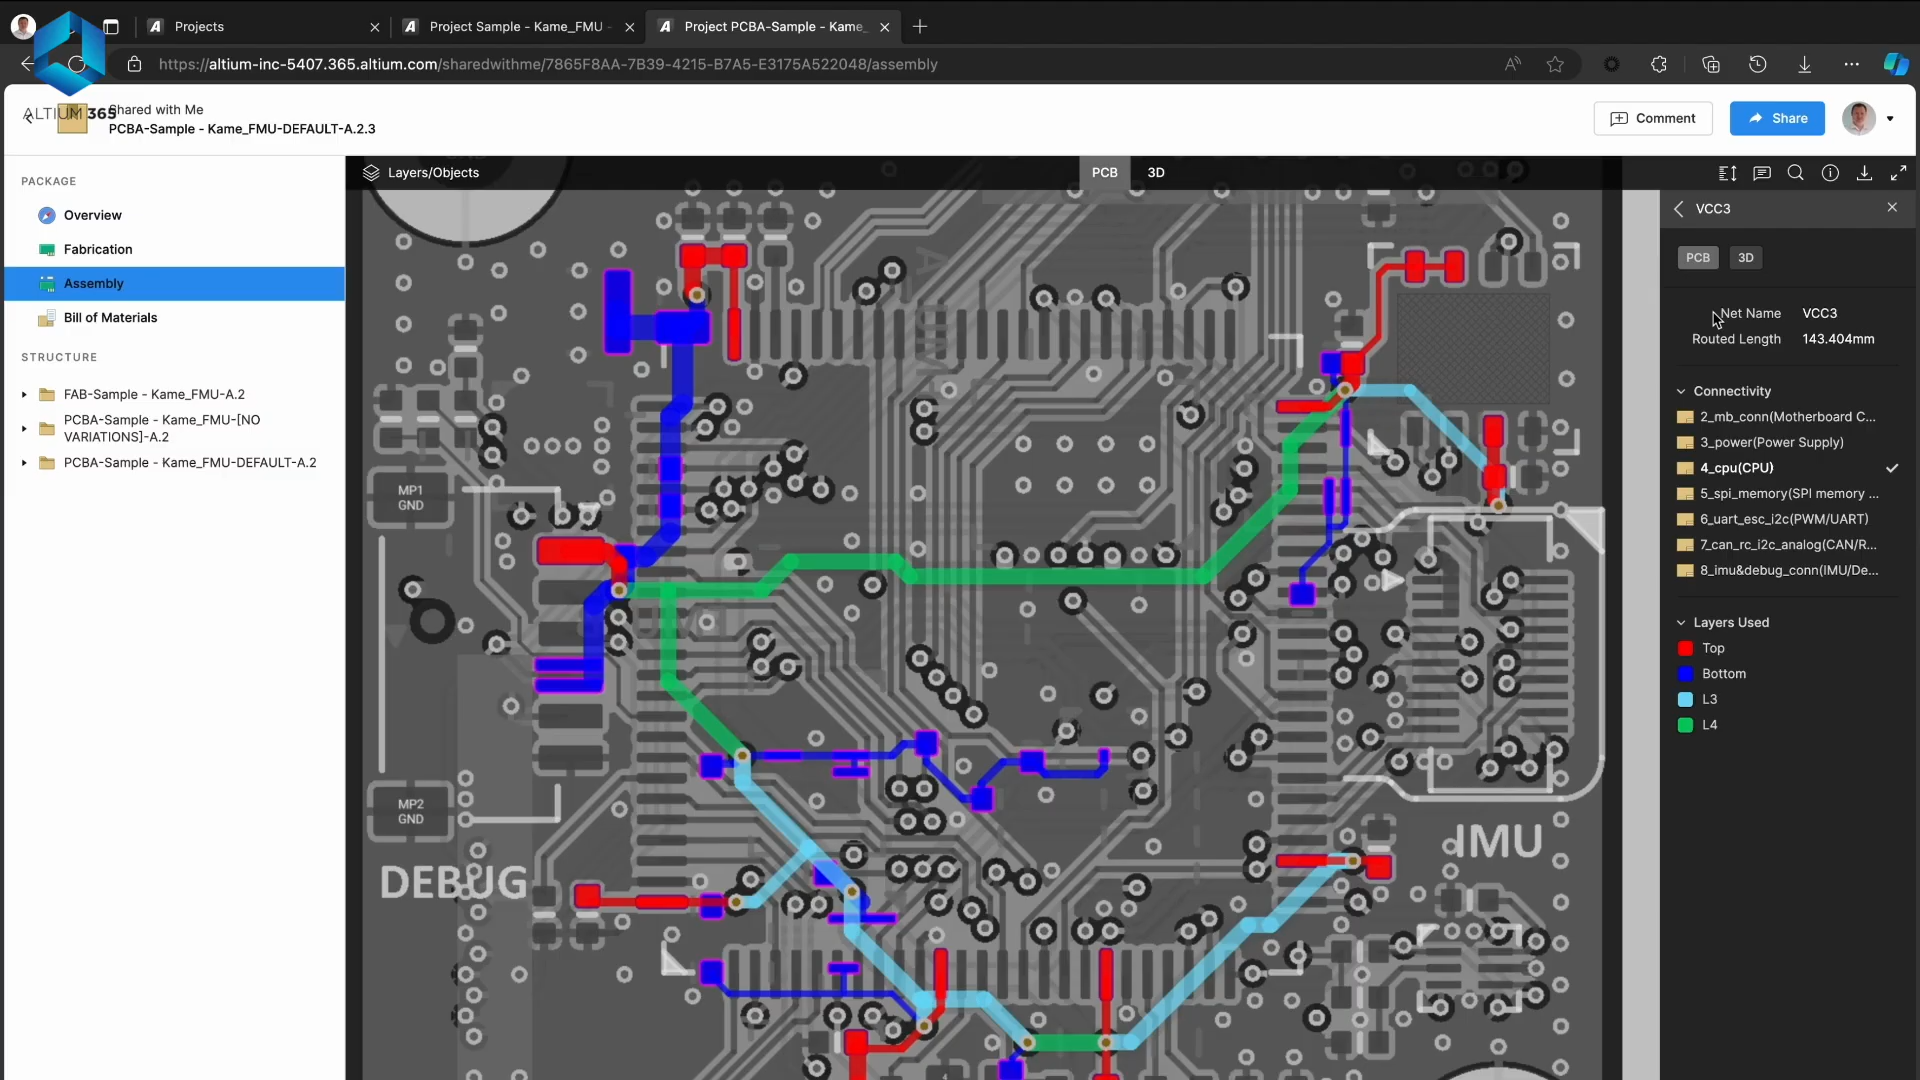 Projects
Project Sample - Kame_FMU -
Project PCBA-Sample - Kame_
https://altium-inc-5407.365.altium.com/sharedwithme/7865F8AA-7B39-4215-B7A5-E3175A522048/assembly
ALTIUM 365
Shared with Me
PCBA-Sample - Kame_FMU-DEFAULT-A.2.3
Comment
Share
PACKAGE
Overview
Fabrication
Assembly
Bill of Materials
STRUCTURE
FAB-Sample - Kame_FMU-A.2
PCBA-Sample - Kame_FMU-[NO
VARIATIONS]-A.2
PCBA-Sample - Kame_FMU-DEFAULT-A.2
Layers/Objects
PCB
3D
MP1
GND
MP2
GND
DEBUG
IMU
VCC3
PCB
3D
Net Name VCC3
Routed Length 143.404mm
Connectivity
2_mb_conn(Motherboard C...
3_power(Power Supply)
4_cpu(CPU)
5_spi_memory(SPI memory ...
6_uart_esc_i2c(PWM/UART)
7_can_rc_i2c_analog(CAN/R...
8_imu&debug_conn(IMU/De...
Layers Used
Top
Bottom
L3
L4